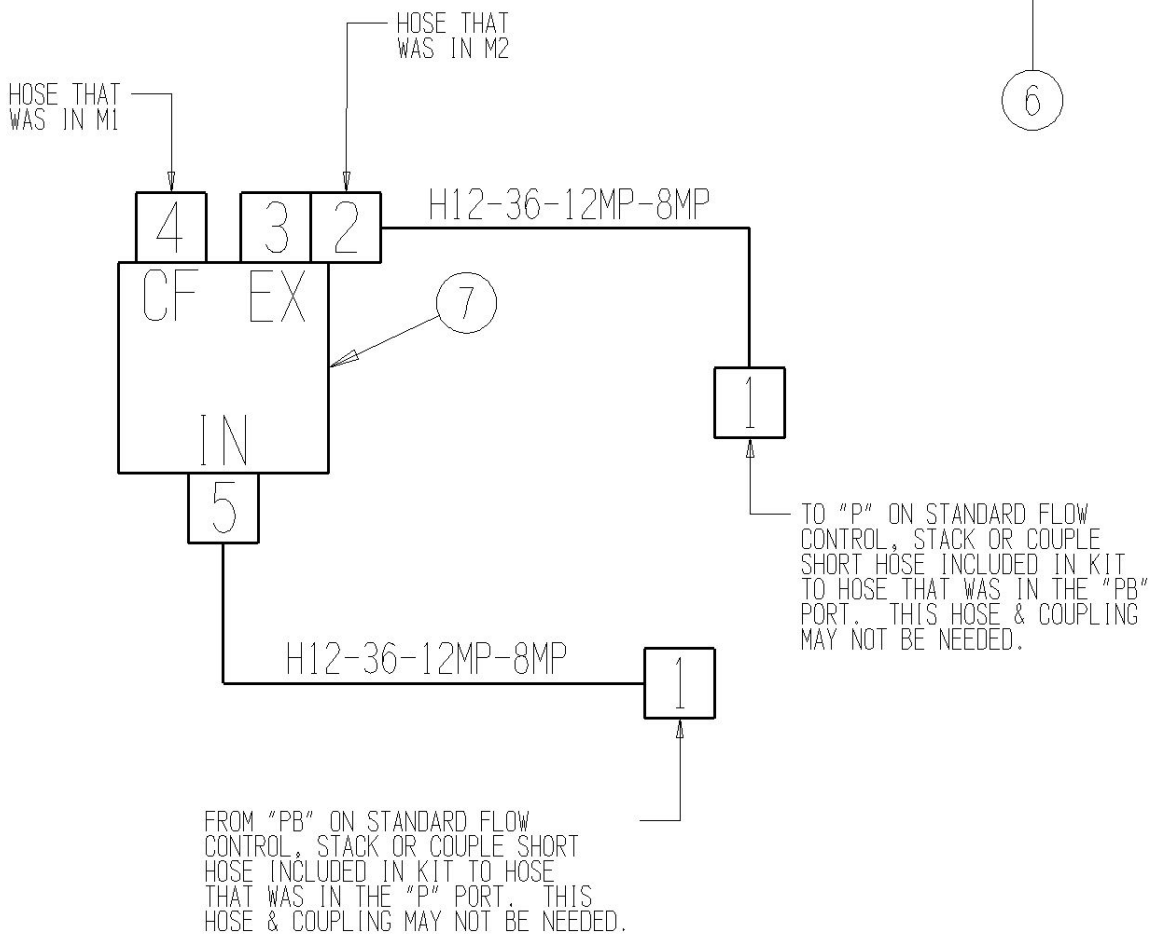 HOSE THAT
WAS IN M2
HOSE THAT
WAS IN M1
6
4
3
2
H12-36-12MP-8MP
CF EX
7
IN
1
5
TO "P" ON STANDARD FLOW
CONTROL, STACK OR COUPLE
SHORT HOSE INCLUDED IN KIT
TO HOSE THAT WAS IN THE "PB"
PORT. THIS HOSE & COUPLING
MAY NOT BE NEEDED.
H12-36-12MP-8MP
1
FROM "PB" ON STANDARD FLOW
CONTROL, STACK OR COUPLE SHORT
HOSE INCLUDED IN KIT TO HOSE
THAT WAS IN THE "P" PORT. THIS
HOSE & COUPLING MAY NOT BE NEEDED.